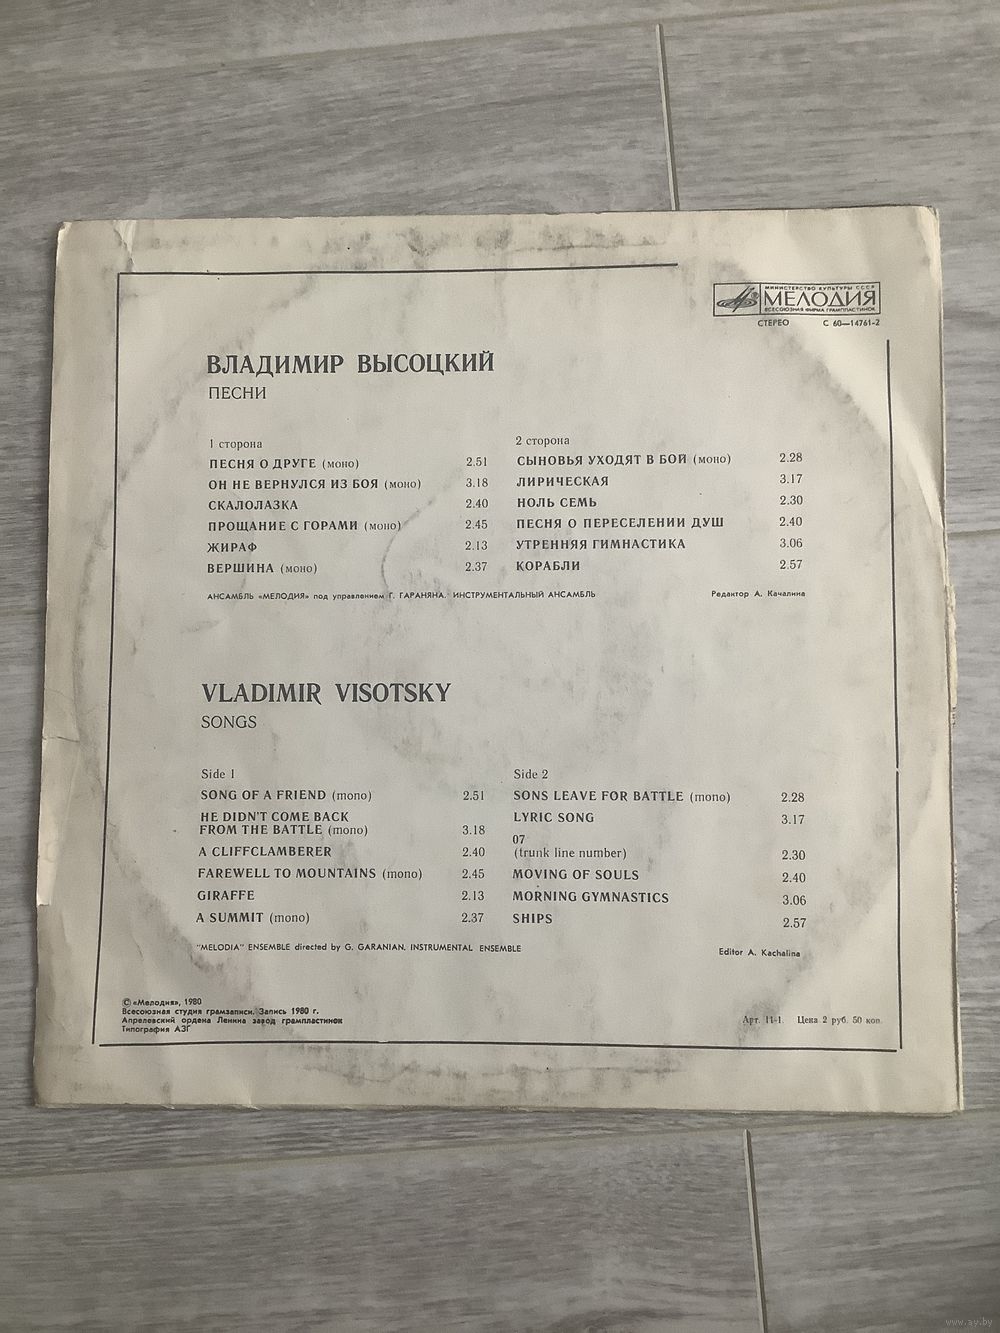 МИНИСТЕРСТВО КУЛЬТУРЫ СССР
МЕЛОДИЯ
ВСЕСОЮЗНАЯ ФИРМА ГРАМПЛАСТИНОК
СТЕРЕО С 60—14761-2
ВЛАДИМИР ВЫСОЦКИЙ
ПЕСНИ
1 сторона
ПЕСНЯ О ДРУГЕ (моно) 2.51
ОН НЕ ВЕРНУЛСЯ ИЗ БОЯ (моно) 3.18
СКАЛОЛАЗКА 2.40
ПРОЩАНИЕ С ГОРАМИ (моно) 2.45
ЖИРАФ 2.13
ВЕРШИНА (моно) 2.37
2 сторона
СЫНОВЬЯ УХОДЯТ В БОЙ (моно) 2.28
ЛИРИЧЕСКАЯ 3.17
НОЛЬ СЕМЬ 2.30
ПЕСНЯ О ПЕРЕСЕЛЕНИИ ДУШ 2.40
УТРЕННЯЯ ГИМНАСТИКА 3.06
КОРАБЛИ 2.57
АНСАМБЛЬ «МЕЛОДИЯ» под управлением Г. ГАРАНЯНА. ИНСТРУМЕНТАЛЬНЫЙ АНСАМБЛЬ
Редактор А. Качалина
VLADIMIR VISOTSKY
SONGS
Side 1
SONG OF A FRIEND (mono) 2.51
HE DIDN'T COME BACK
FROM THE BATTLE (mono) 3.18
A CLIFFCLAMBERER 2.40
FAREWELL TO MOUNTAINS (mono) 2.45
GIRAFFE 2.13
A SUMMIT (mono) 2.37
Side 2
SONS LEAVE FOR BATTLE (mono) 2.28
LYRIC SONG 3.17
07
(trunk line number) 2.30
MOVING OF SOULS 2.40
MORNING GYMNASTICS 3.06
SHIPS 2.57
"MELODIA" ENSEMBLE directed by G. GARANIAN. INSTRUMENTAL ENSEMBLE
Editor A. Kachalina
© «Мелодия», 1980
Всесоюзная студия грамзаписи. Запись 1980 г.
Апрелевский ордена Ленина завод грампластинок
Типография АЗГ
Арт. 11-1. Цена 2 руб. 50 коп.
www.ay.by